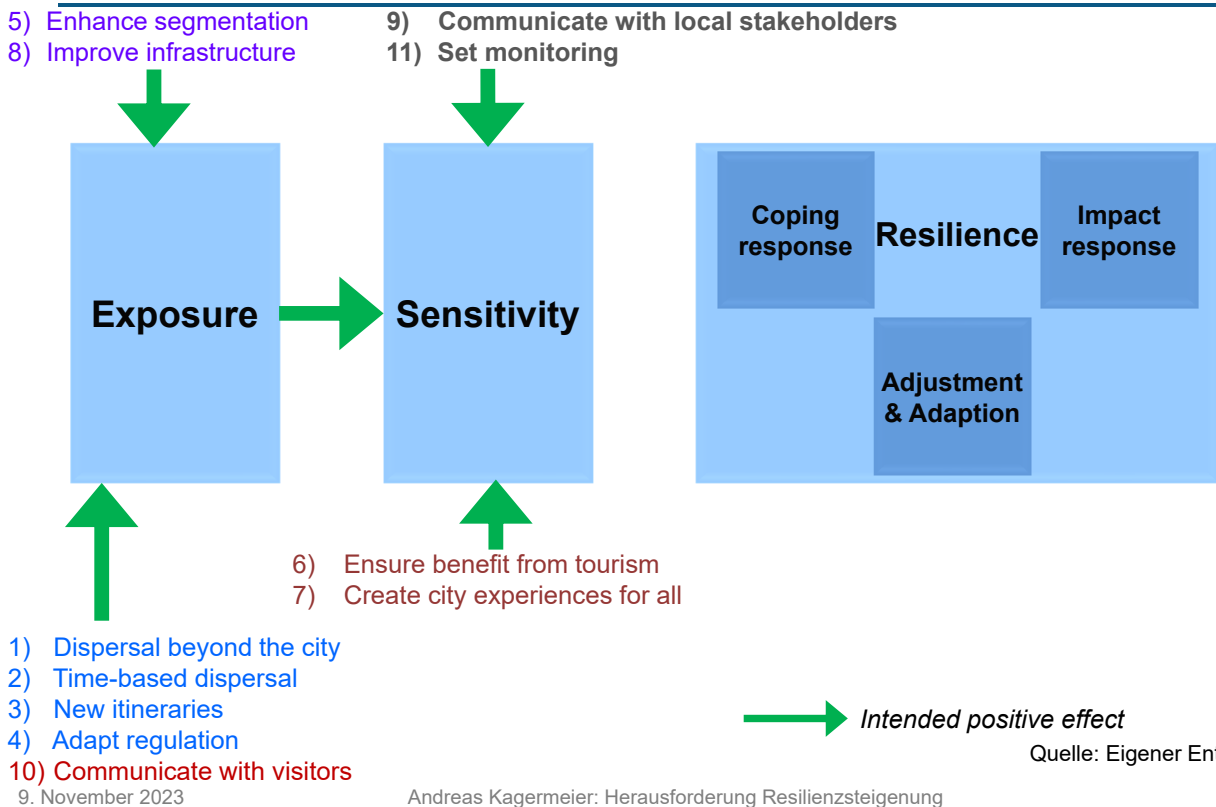 5) Enhance segmentation
8) Improve infrastructure
9) Communicate with local stakeholders
11) Set monitoring
Exposure
Sensitivity
Coping
response
Resilience
Impact
response
Adjustment
& Adaption
6) Ensure benefit from tourism
7) Create city experiences for all
1) Dispersal beyond the city
2) Time-based dispersal
3) New itineraries
4) Adapt regulation
10) Communicate with visitors
Intended positive effect
Quelle: Eigener
9. November 2023
Andreas Kagermeier: Herausforderung Resilienzsteigenung